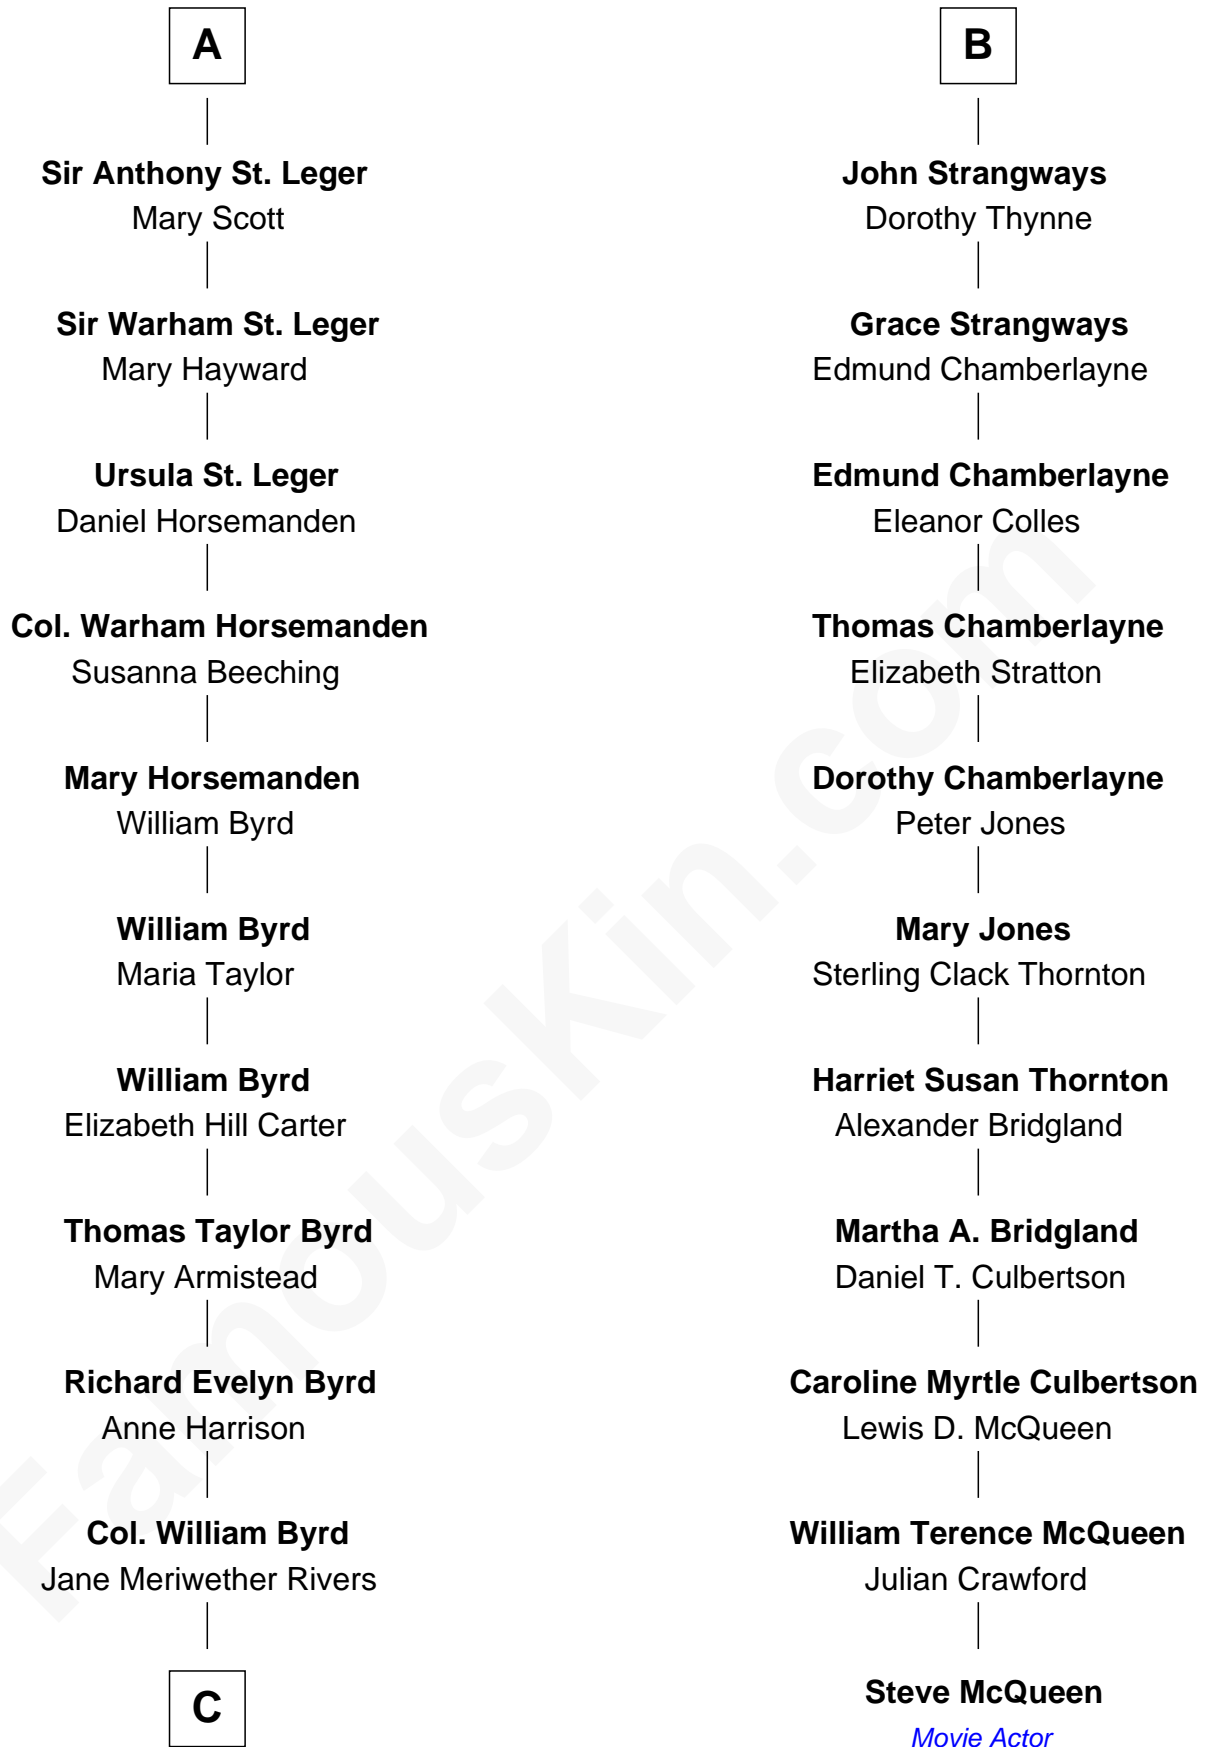 A
Sir Anthony St. Leger
Mary Scott
Sir Warham St. Leger
Mary Hayward
Ursula St. Leger
Daniel Horsemanden
Col. Warham Horsemanden
Susanna Beeching
Mary Horsemanden
William Byrd
William Byrd
Maria Taylor
William Byrd
Elizabeth Hill Carter
Thomas Taylor Byrd
Mary Armistead
Richard Evelyn Byrd
Anne Harrison
Col. William Byrd
Jane Meriwether Rivers
C
B
John Strangways
Dorothy Thynne
Grace Strangways
Edmund Chamberlayne
Edmund Chamberlayne
Eleanor Colles
Thomas Chamberlayne
Elizabeth Stratton
Dorothy Chamberlayne
Peter Jones
Mary Jones
Sterling Clack Thornton
Harriet Susan Thornton
Alexander Bridgland
Martha A. Bridgland
Daniel T. Culbertson
Caroline Myrtle Culbertson
Lewis D. McQueen
William Terence McQueen
Julian Crawford
Steve McQueen
Movie Actor
FamousKin.com